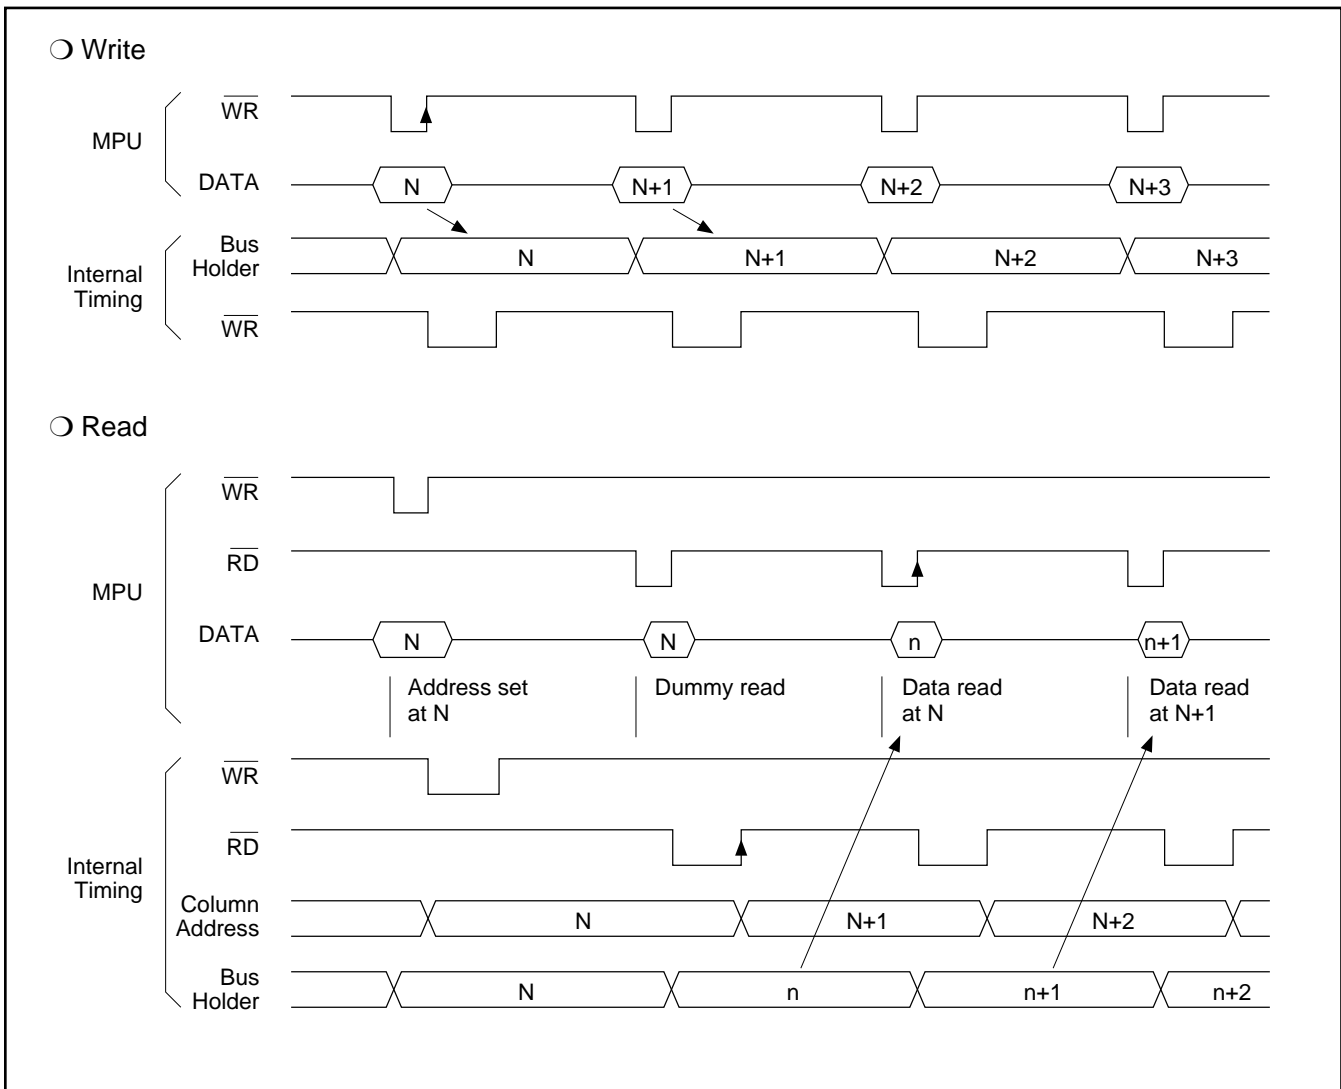 ❍ Write
MPU
WR
DATA
N
N+1
N+2
N+3
Internal
Timing
Bus
Holder
N
N+1
N+2
N+3
WR
❍ Read
MPU
WR
RD
DATA
N
N
n
n+1
Address set
at N
Dummy read
Data read
at N
Data read
at N+1
Internal
Timing
WR
RD
Column
Address
N
N+1
N+2
Bus
Holder
N
n
n+1
n+2